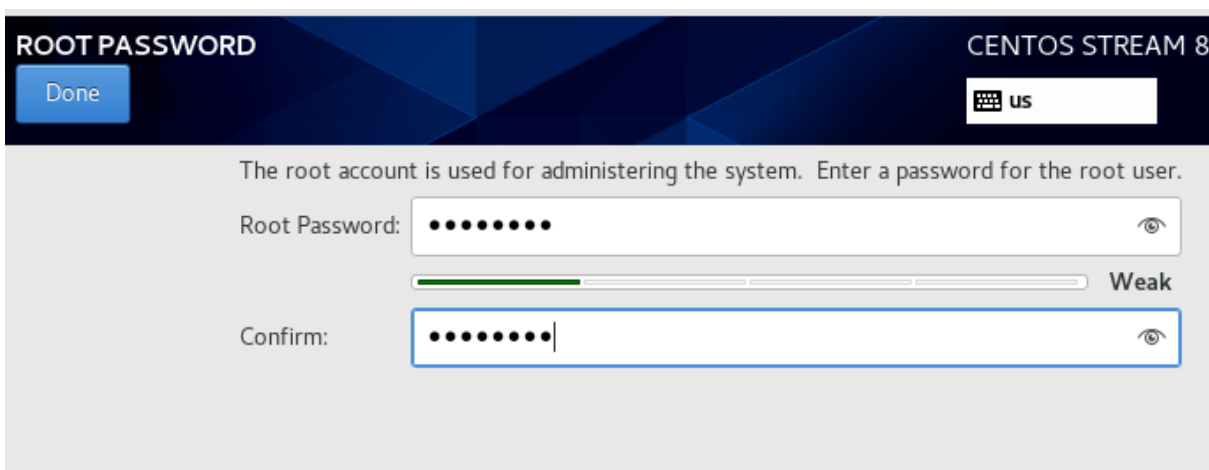 ROOT PASSWORD
CENTOS STREAM 8
Done
us
The root account is used for administering the system.  Enter a password for the root user.
Root Password: ●●●●●●●●
Weak
Confirm: ●●●●●●●●